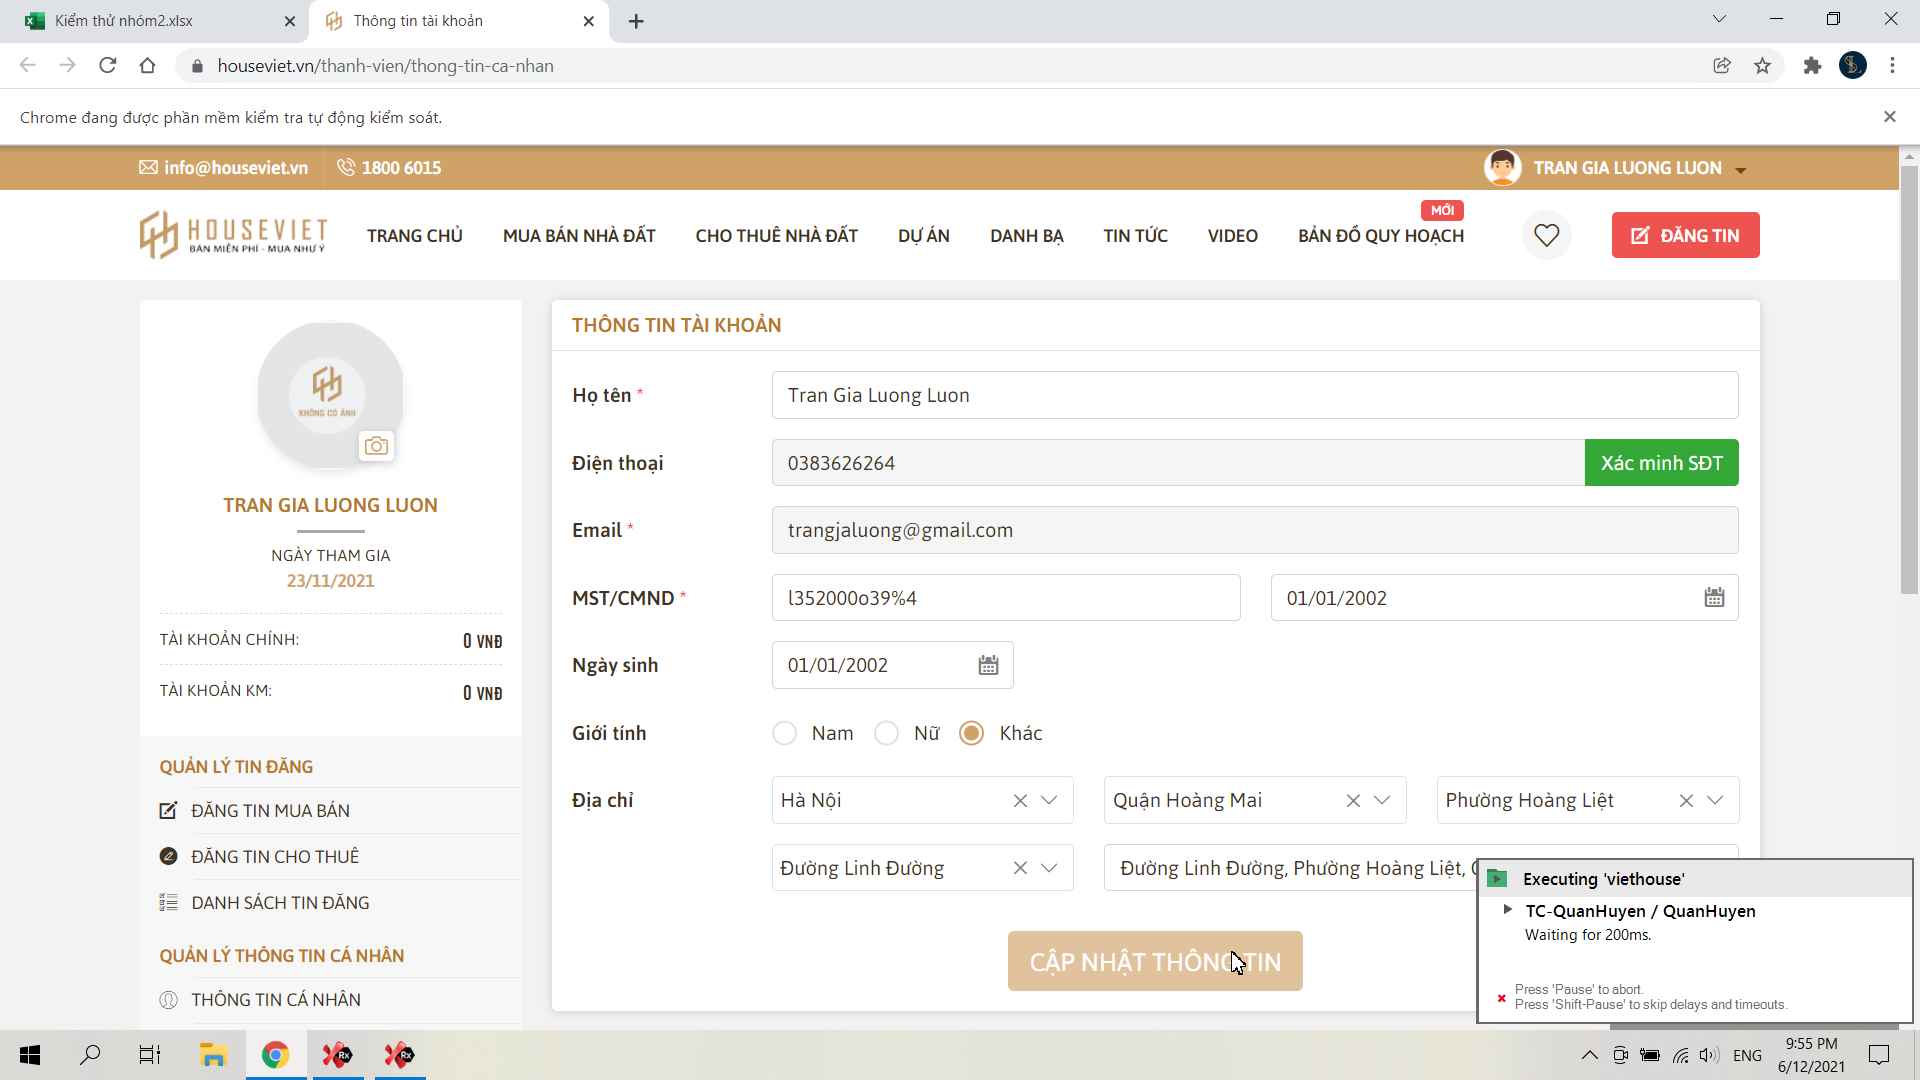 Kiểm thử nhóm2.xlsx
Thông tin tài khoản
houseviet.vn/thanh-vien/thong-tin-ca-nhan
Chrome đang được phần mềm kiểm tra tự động kiểm soát.
info@houseviet.vn
1800 6015
TRAN GIA LUONG LUON
HOUSEVIET
BÁN MIỄN PHÍ - MUA NHƯ Ý
TRANG CHỦ
MUA BÁN NHÀ ĐẤT
CHO THUÊ NHÀ ĐẤT
DỰ ÁN
DANH BẠ
TIN TỨC
VIDEO
BẢN ĐỒ QUY HOẠCH
MỚI
ĐĂNG TIN
KHÔNG CÓ ẢNH
TRAN GIA LUONG LUON
NGÀY THAM GIA
23/11/2021
TÀI KHOẢN CHÍNH: 0 VNĐ
TÀI KHOẢN KM: 0 VNĐ
QUẢN LÝ TIN ĐĂNG
ĐĂNG TIN MUA BÁN
ĐĂNG TIN CHO THUÊ
DANH SÁCH TIN ĐĂNG
QUẢN LÝ THÔNG TIN CÁ NHÂN
THÔNG TIN CÁ NHÂN
THÔNG TIN TÀI KHOẢN
Họ tên * Tran Gia Luong Luon
Điện thoại 0383626264 Xác minh SĐT
Email * trangjaluong@gmail.com
MST/CMND * l352000o39%4 01/01/2002
Ngày sinh 01/01/2002
Giới tính Nam Nữ Khác
Địa chỉ Hà Nội Quận Hoàng Mai Phường Hoàng Liệt
Đường Linh Đường Đường Linh Đường, Phường Hoàng Liệt,
CẬP NHẬT THÔNG TIN
Executing 'viethouse'
TC-QuanHuyen / QuanHuyen
Waiting for 200ms.
Press 'Pause' to abort.
Press 'Shift-Pause' to skip delays and timeouts.
Rx
Rx
ENG
9:55 PM
6/12/2021